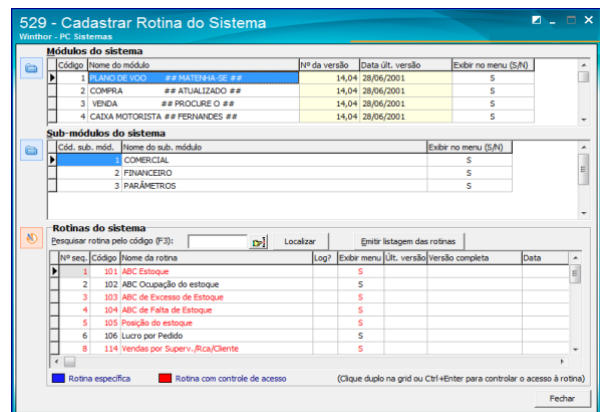 529 - Cadastrar Rotina do Sistema
Winthor - PC Sistemas
Módulos do sistema
Código Nome do módulo Nº da versão Data últ. versão Exibir no menu (S/N)
1 PLANO DE VOO ## MATENHA-SE ## 14,04 28/06/2001 S
2 COMPRA ## ATUALIZADO ## 14,04 28/06/2001 S
3 VENDA ## PROCURE O ## 14,04 28/06/2001 S
4 CAIXA MOTORISTA ## FERNANDES ## 14,04 28/06/2001 S
Sub-módulos do sistema
Cód. sub. mód. Nome do sub. módulo Exibir no menu (S/N)
1 COMERCIAL S
2 FINANCEIRO S
3 PARÂMETROS S
Rotinas do sistema
Pesquisar rotina pelo código (F3): Localizar Emitir listagem das rotinas
Nº seq. Código Nome da rotina Log? Exibir menu Últ. versão Versão completa Data
1 101 ABC Estoque S
2 102 ABC Ocupação do estoque S
3 103 ABC de Excesso de Estoque S
4 104 ABC de Falta de Estoque S
5 105 Posição do estoque S
6 106 Lucro por Pedido S
8 114 Vendas por Superv../Rca/Cliente S
Rotina específica Rotina com controle de acesso (Clique duplo na grid ou Ctrl+Enter para controlar o acesso à rotina)
Fechar